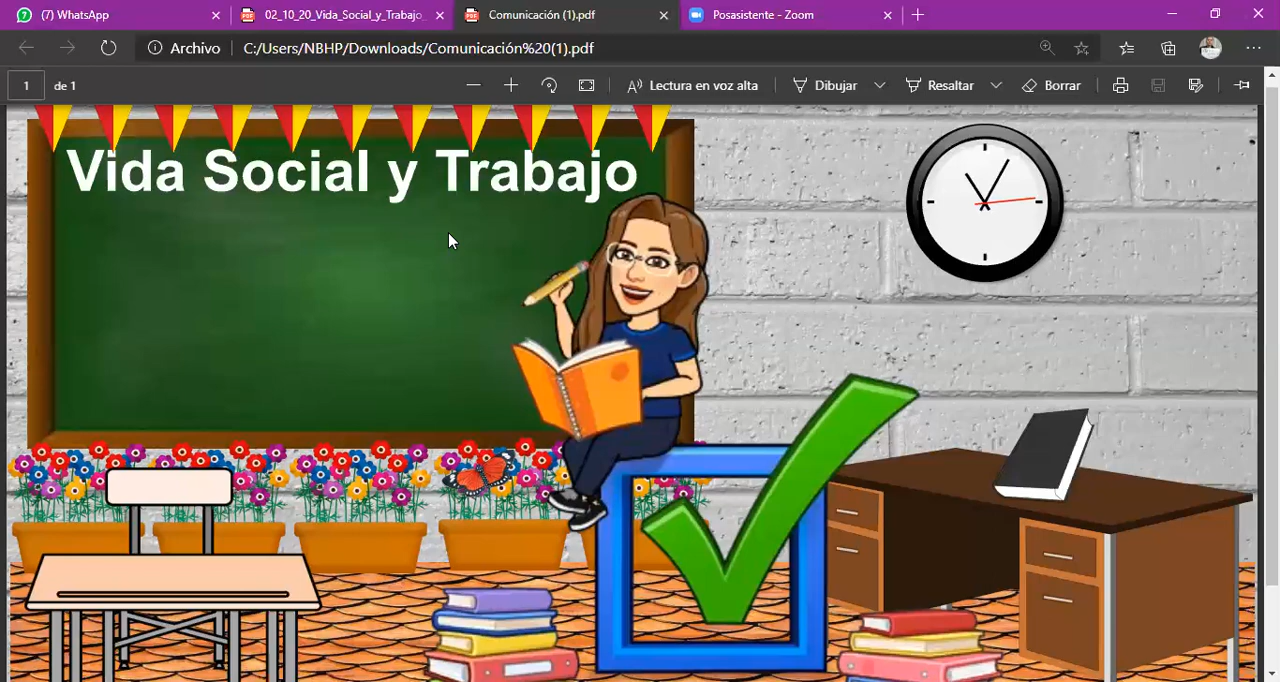 (7) WhatsApp
02_10_20_Vida_Social_y_Trabajo_
Comunicación (1).pdf
Posasistente - Zoom
Archivo
C:/Users/NBHP/Downloads/Comunicación%20(1).pdf
1 de 1
Lectura en voz alta
Dibujar
Resaltar
Borrar
Vida Social y Trabajo